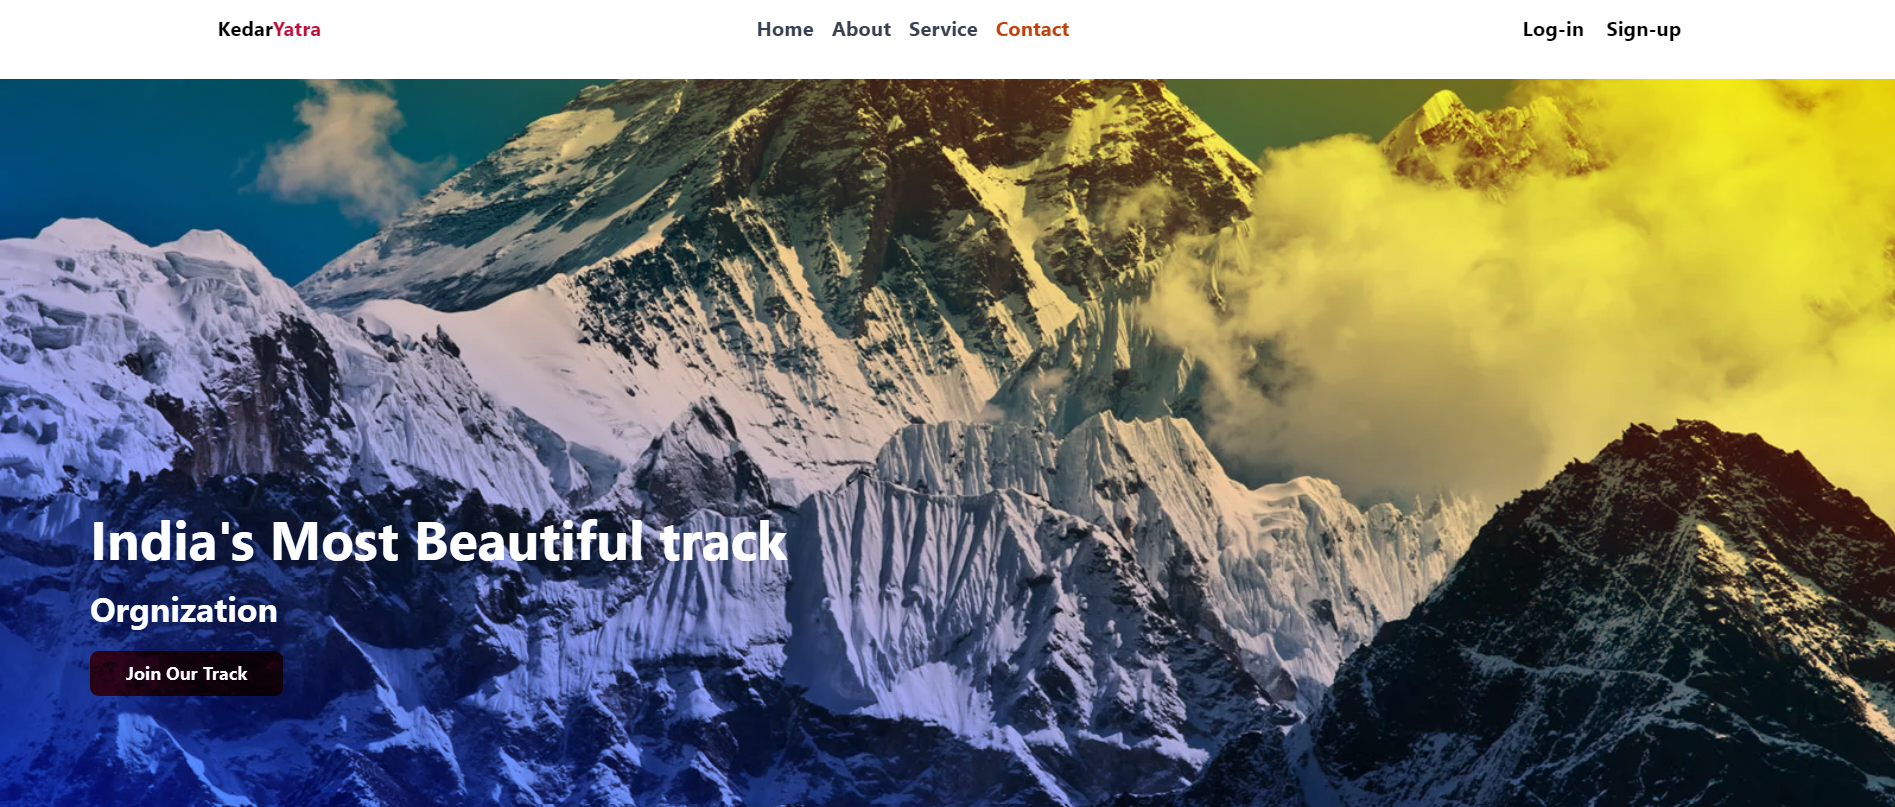 KedarYatra Home About Service Contact Log-in Sign-up
India's Most Beautiful track
Orgnization
Join Our Track